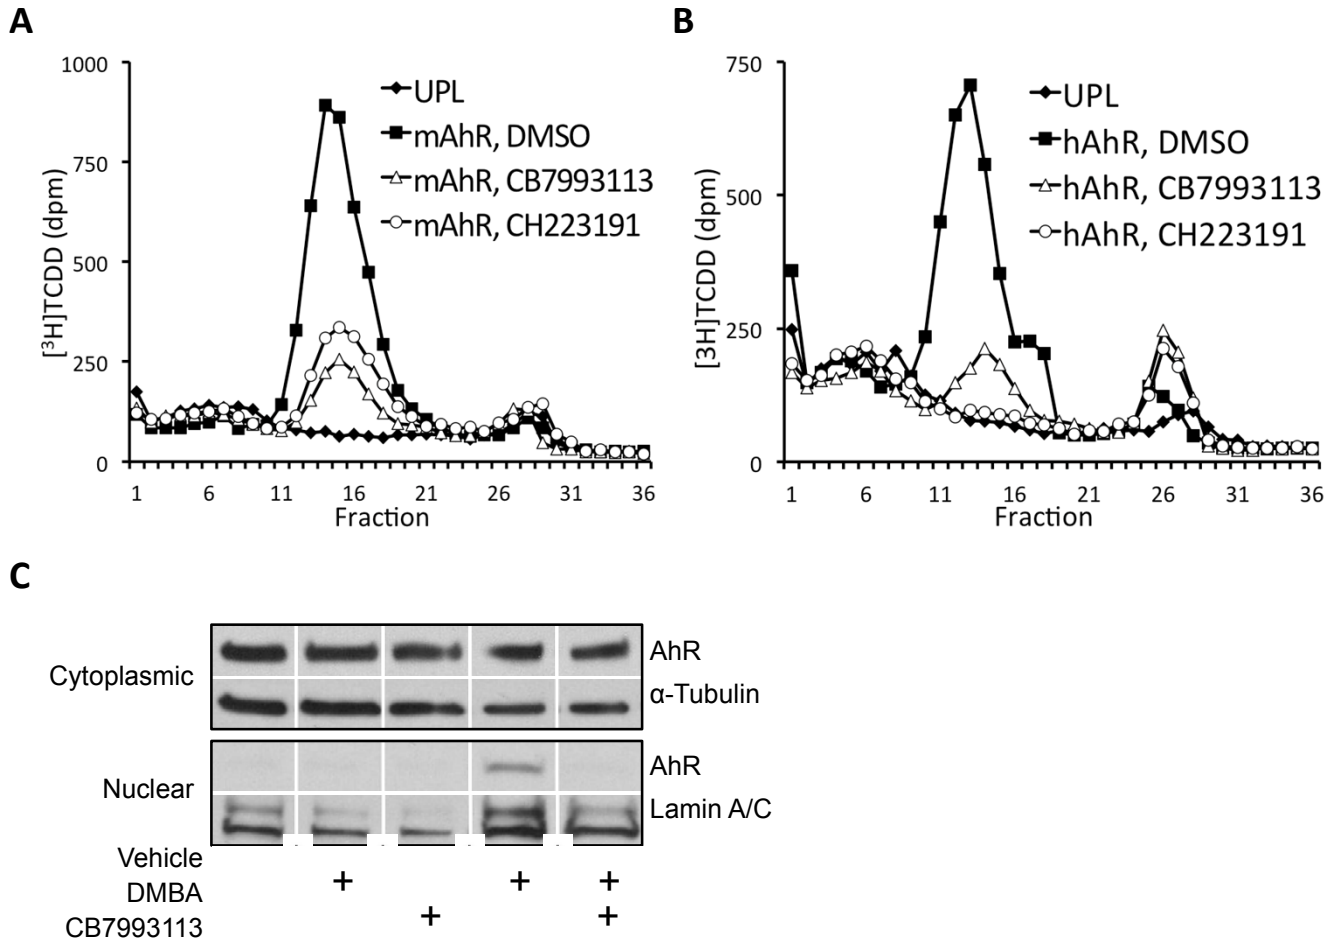 A
1000
750
500
250
0
[³H]TCDD (dpm)
UPL
mAhR, DMSO
mAhR, CB7993113
mAhR, CH223191
1 6 11 16 21 26 31 36
Fraction
B
750
500
250
0
[3H]TCDD (dpm)
UPL
hAhR, DMSO
hAhR, CB7993113
hAhR, CH223191
1 6 11 16 21 26 31 36
Fraction
C
Cytoplasmic
AhR
α-Tubulin
Nuclear
AhR
Lamin A/C
Vehicle
DMBA + + +
CB7993113 + +